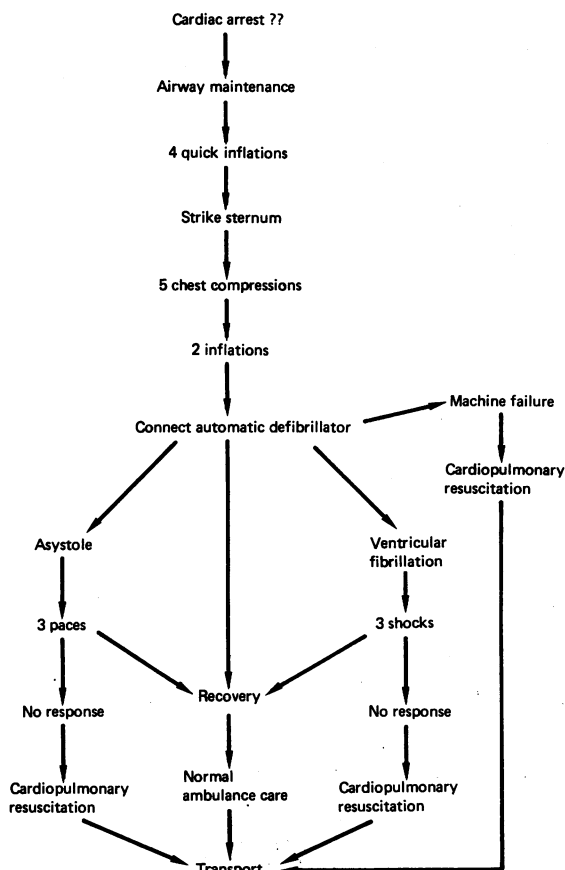 Cardiac arrest ??
Airway maintenance
4 quick inflations
Strike sternum
5 chest compressions
2 inflations
Connect automatic defibrillator
Machine failure
Cardiopulmonary
resuscitation
Asystole
Ventricular
fibrillation
3 paces
3 shocks
Recovery
No response
No response
Cardiopulmonary
resuscitation
Normal
ambulance care
Cardiopulmonary
resuscitation
Transport